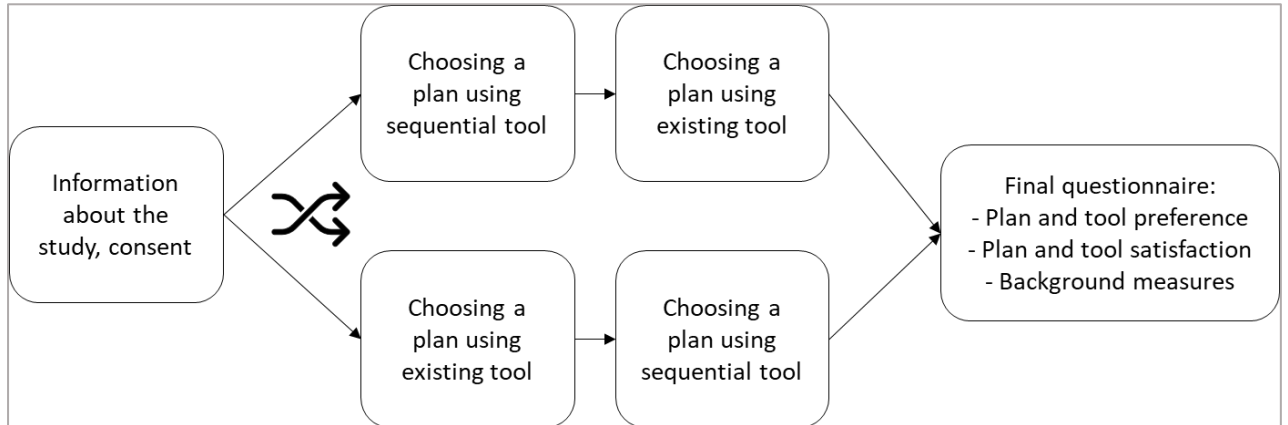 Information
about the
study, consent
Choosing a
plan using
sequential tool
Choosing a
plan using
existing tool
Choosing a
plan using
existing tool
Choosing a
plan using
sequential tool
Final questionnaire:
- Plan and tool preference
- Plan and tool satisfaction
- Background measures